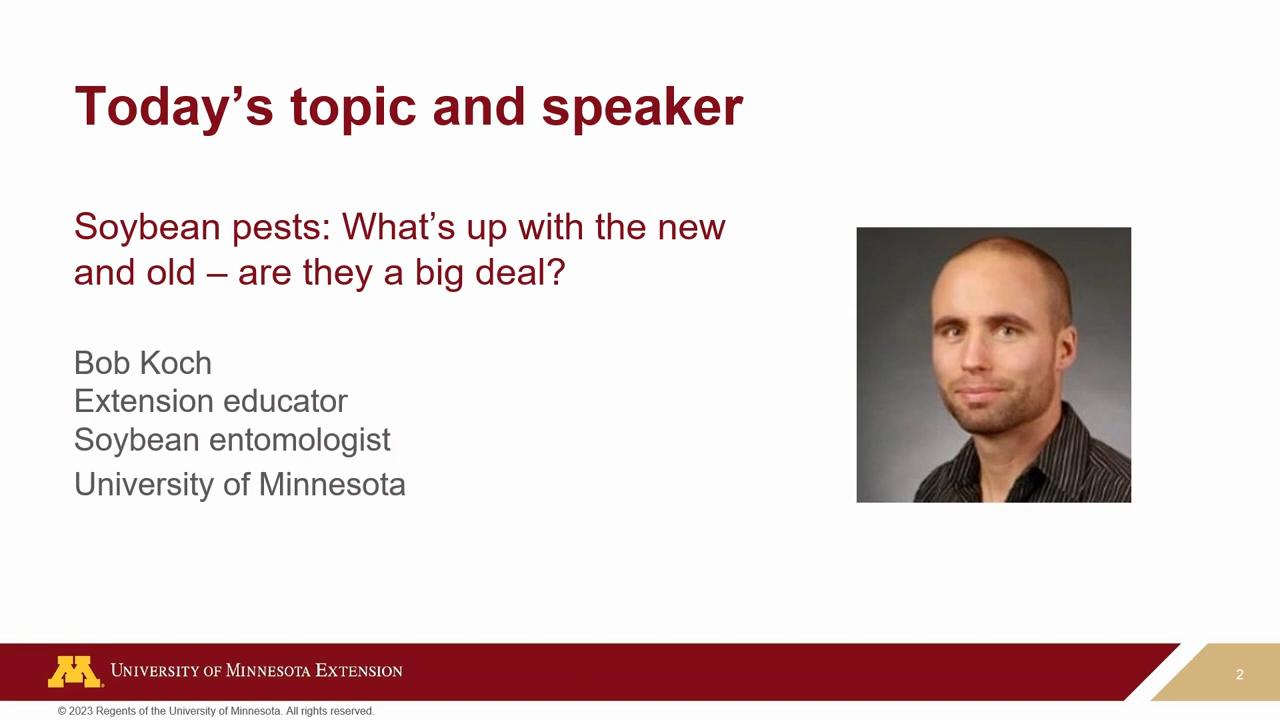 Today’s topic and speaker
Soybean pests: What’s up with the new
and old – are they a big deal?
Bob Koch
Extension educator
Soybean entomologist
University of Minnesota
M
University of Minnesota Extension
2
© 2023 Regents of the University of Minnesota. All rights reserved.